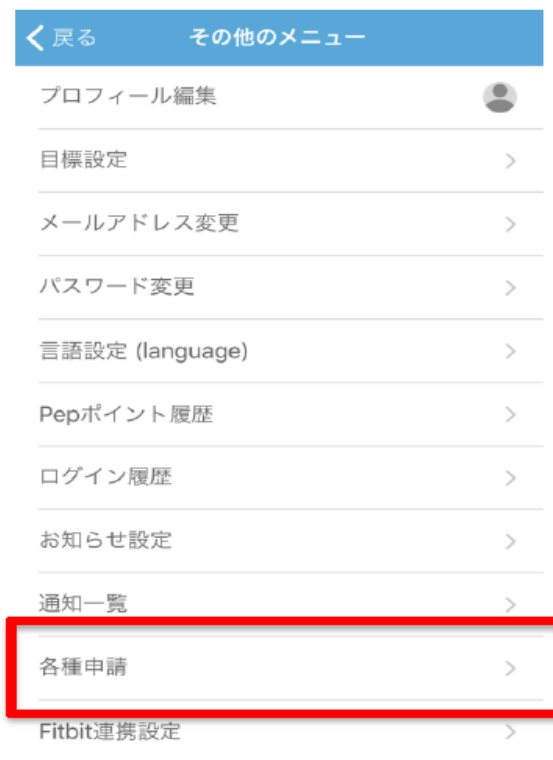 戻る
その他のメニュー
プロフィール編集
目標設定
メールアドレス変更
パスワード変更
言語設定 (language)
Pepポイント履歴
ログイン履歴
お知らせ設定
通知一覧
各種申請
Fitbit連携設定